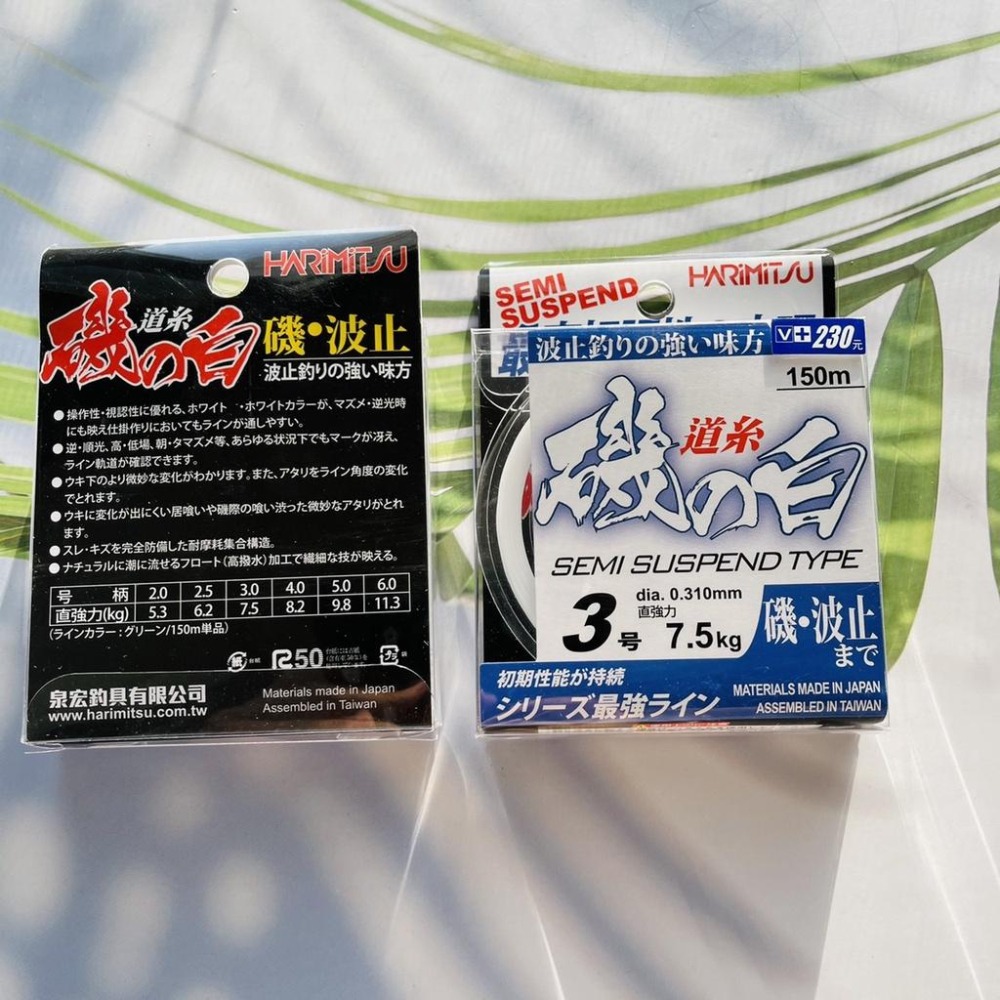 HARIMITSU
道糸
磯の白
磯・波止
波止釣りの強い味方
● 操作性・視認性に優れる、ホワイト・ホワイトカラーが、マズメ・逆光時
にも映え仕掛作りにおいてもラインが通しやすい。
● 逆・順光、高・低場、朝・タマズメ等、あらゆる状況下でもマークが冴え、
ライン軌道が確認できます。
● ウキ下のより微妙な変化がわかります。また、アタリをライン角度の変化
でとれます。
● ウキに変化が出にくい居喰いや磯際の喰い渋った微妙なアタリがとれ
ます。
● スレ・キズを完全防備した耐摩耗集合構造。
● ナチュラルに潮に流せるフロート(高撥水)加工で繊細な技が映える。
号 柄 2.0 2.5 3.0 4.0 5.0 6.0
直強力(kg) 5.3 6.2 7.5 8.2 9.8 11.3
(ラインカラー：グリーン/150m単品)
紙 台紙 R50 プラ
泉宏釣具有限公司
www.harimitsu.com.tw
Materials made in Japan
Assembled in Taiwan
SEMI
SUSPEND
HARIMITSU
波止釣りの強い味方
V+230元
150m
道糸
磯の白
SEMI SUSPEND TYPE
3号
dia. 0.310mm
直強力
7.5kg
磯・波止
まで
初期性能が持続
シリーズ最強ライン
MATERIALS MADE IN JAPAN
ASSEMBLED IN TAIWAN